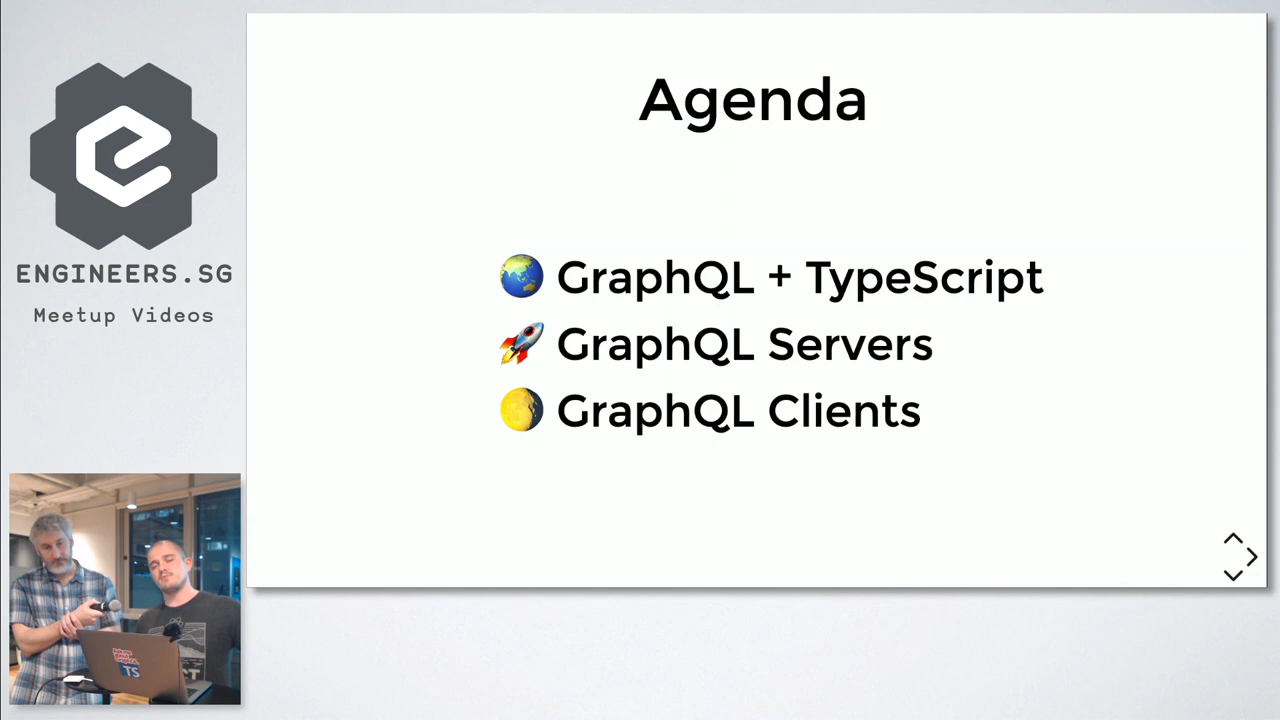 ENGINEERS.SG
Meetup Videos
Agenda
🌏 GraphQL + TypeScript
🚀 GraphQL Servers
🌔 GraphQL Clients
TS